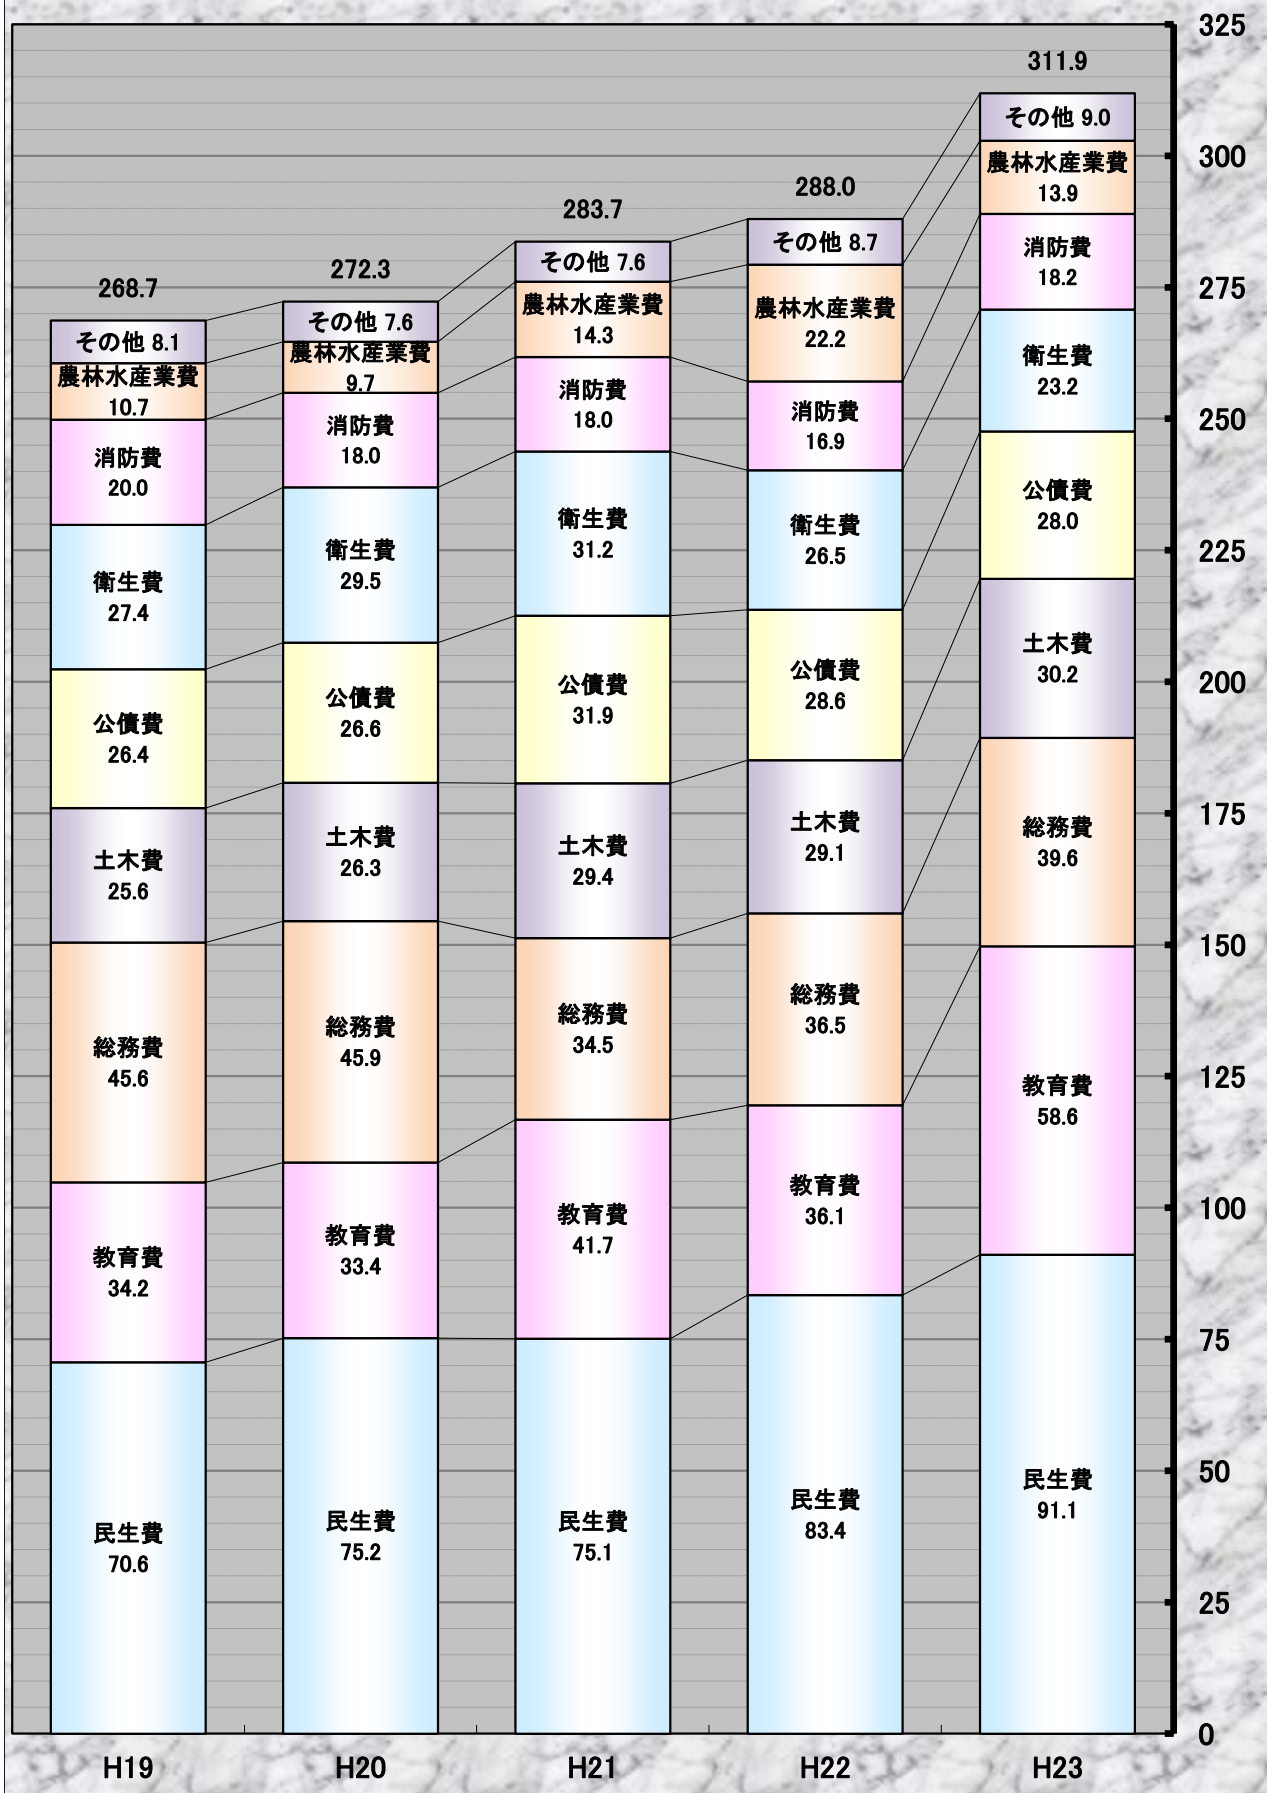 268.7
その他 8.1
農林水産業費
10.7
消防費
20.0
衛生費
27.4
公債費
26.4
土木費
25.6
総務費
45.6
教育費
34.2
民生費
70.6
H19
272.3
その他 7.6
農林水産業費
9.7
消防費
18.0
衛生費
29.5
公債費
26.6
土木費
26.3
総務費
45.9
教育費
33.4
民生費
75.2
H20
283.7
その他 7.6
農林水産業費
14.3
消防費
18.0
衛生費
31.2
公債費
31.9
土木費
29.4
総務費
34.5
教育費
41.7
民生費
75.1
H21
288.0
その他 8.7
農林水産業費
22.2
消防費
16.9
衛生費
26.5
公債費
28.6
土木費
29.1
総務費
36.5
教育費
36.1
民生費
83.4
H22
311.9
その他 9.0
農林水産業費
13.9
消防費
18.2
衛生費
23.2
公債費
28.0
土木費
30.2
総務費
39.6
教育費
58.6
民生費
91.1
H23
325
300
275
250
225
200
175
150
125
100
75
50
25
0